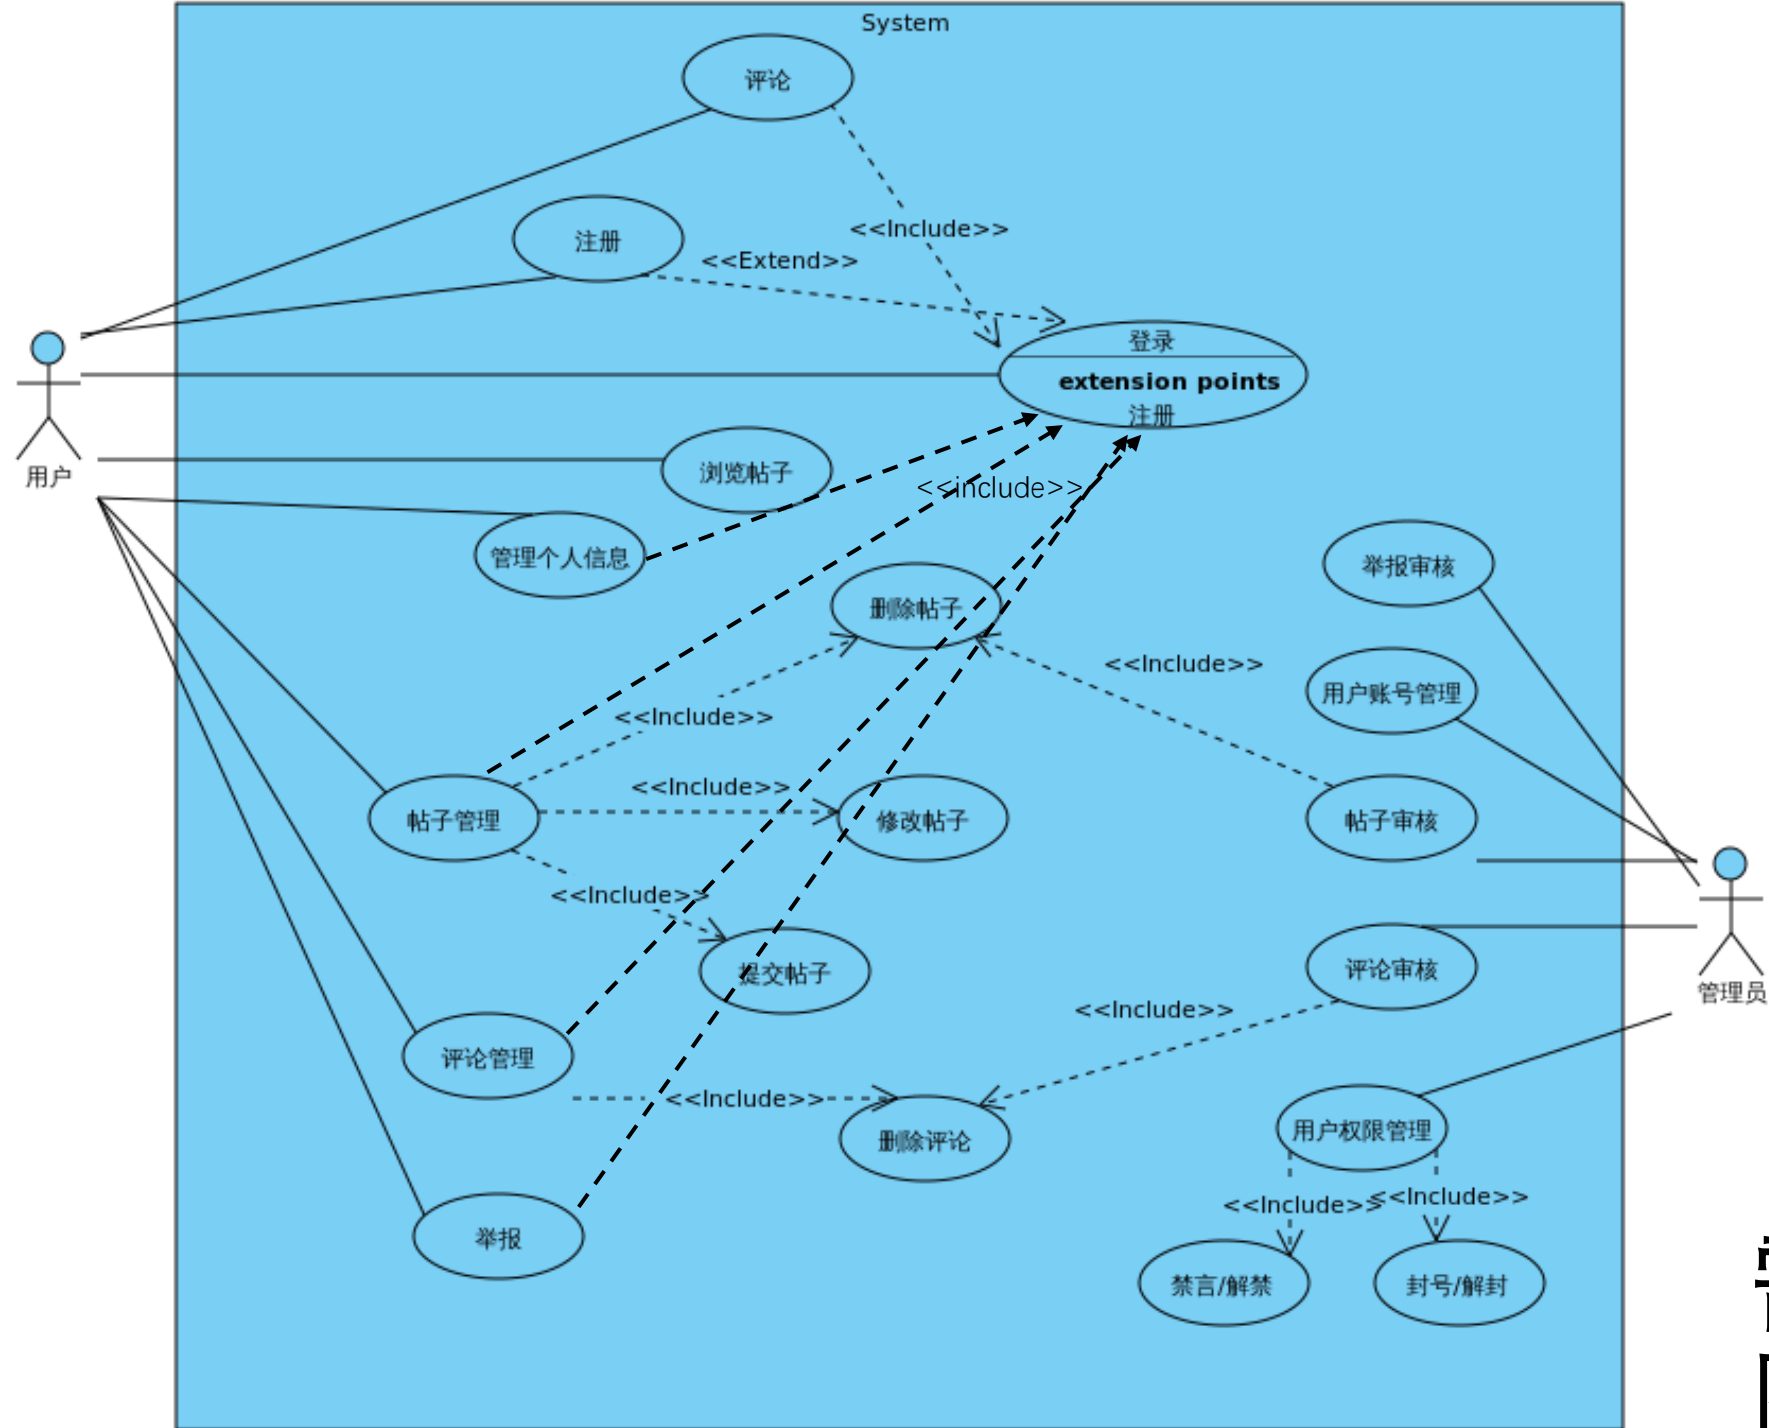 System
评论
注册
<<Include>>
<<Extend>>
登录
extension points
注册
用户
浏览帖子
<<include>>
管理个人信息
举报审核
删除帖子
<<Include>>
用户账号管理
<<Include>>
<<Include>>
帖子管理
修改帖子
帖子审核
<<Include>>
提交帖子
评论审核
管理员
<<Include>>
评论管理
<<Include>>
删除评论
用户权限管理
<<Include>>
<<Include>>
举报
禁言/解禁
封号/解封